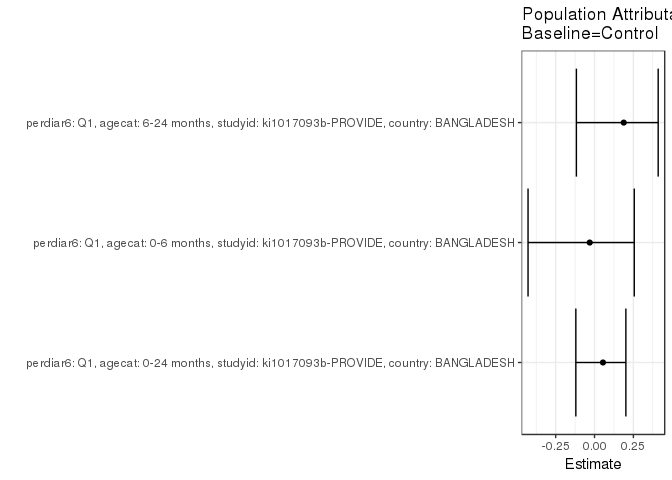 Population
Baseline=Control
perdiar6: Q1, agecat: 6-24 months, studyid: ki1017093b-PROVIDE, country: BANGLADESH
perdiar6: Q1, agecat: 0-6 months, studyid: ki1017093b-PROVIDE, country: BANGLADESH
perdiar6: Q1, agecat: 0-24 months, studyid: ki1017093b-PROVIDE, country: BANGLADESH
-0.25 0.00 0.25
Estimate